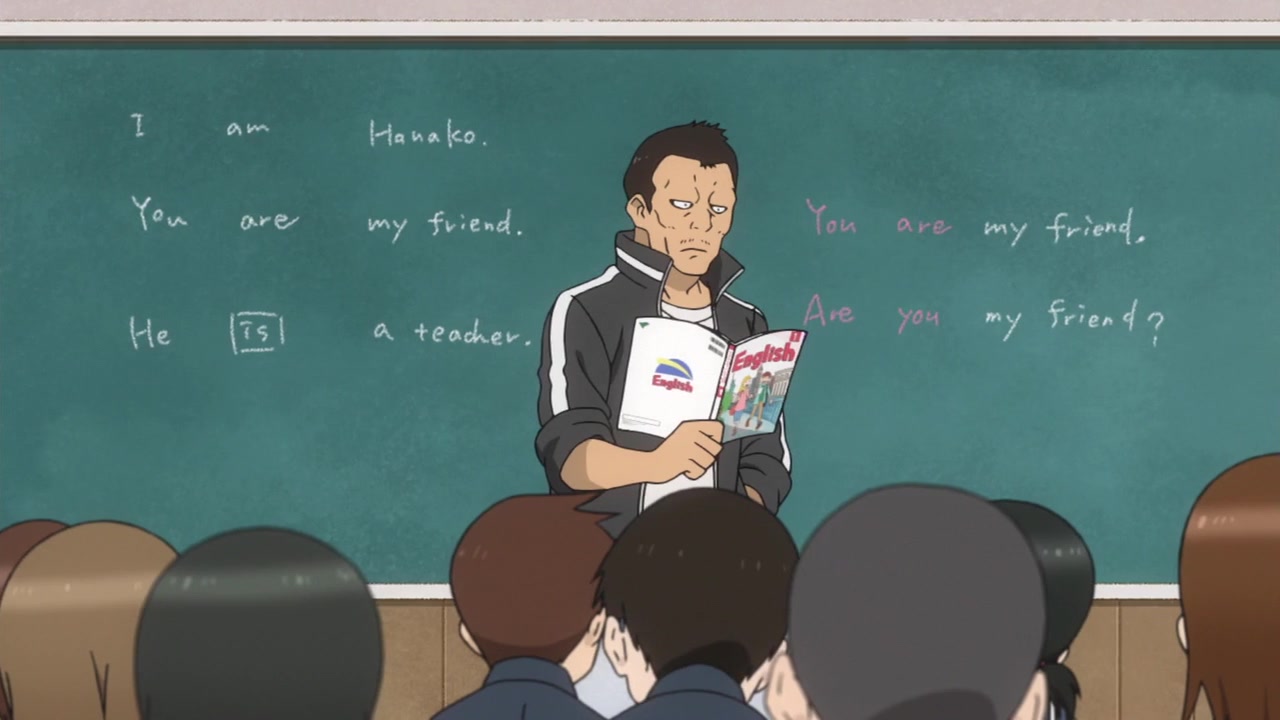 I am Hanako.
You are my friend.
He is a teacher.
You are my friend.
Are you my friend?
English
1
English